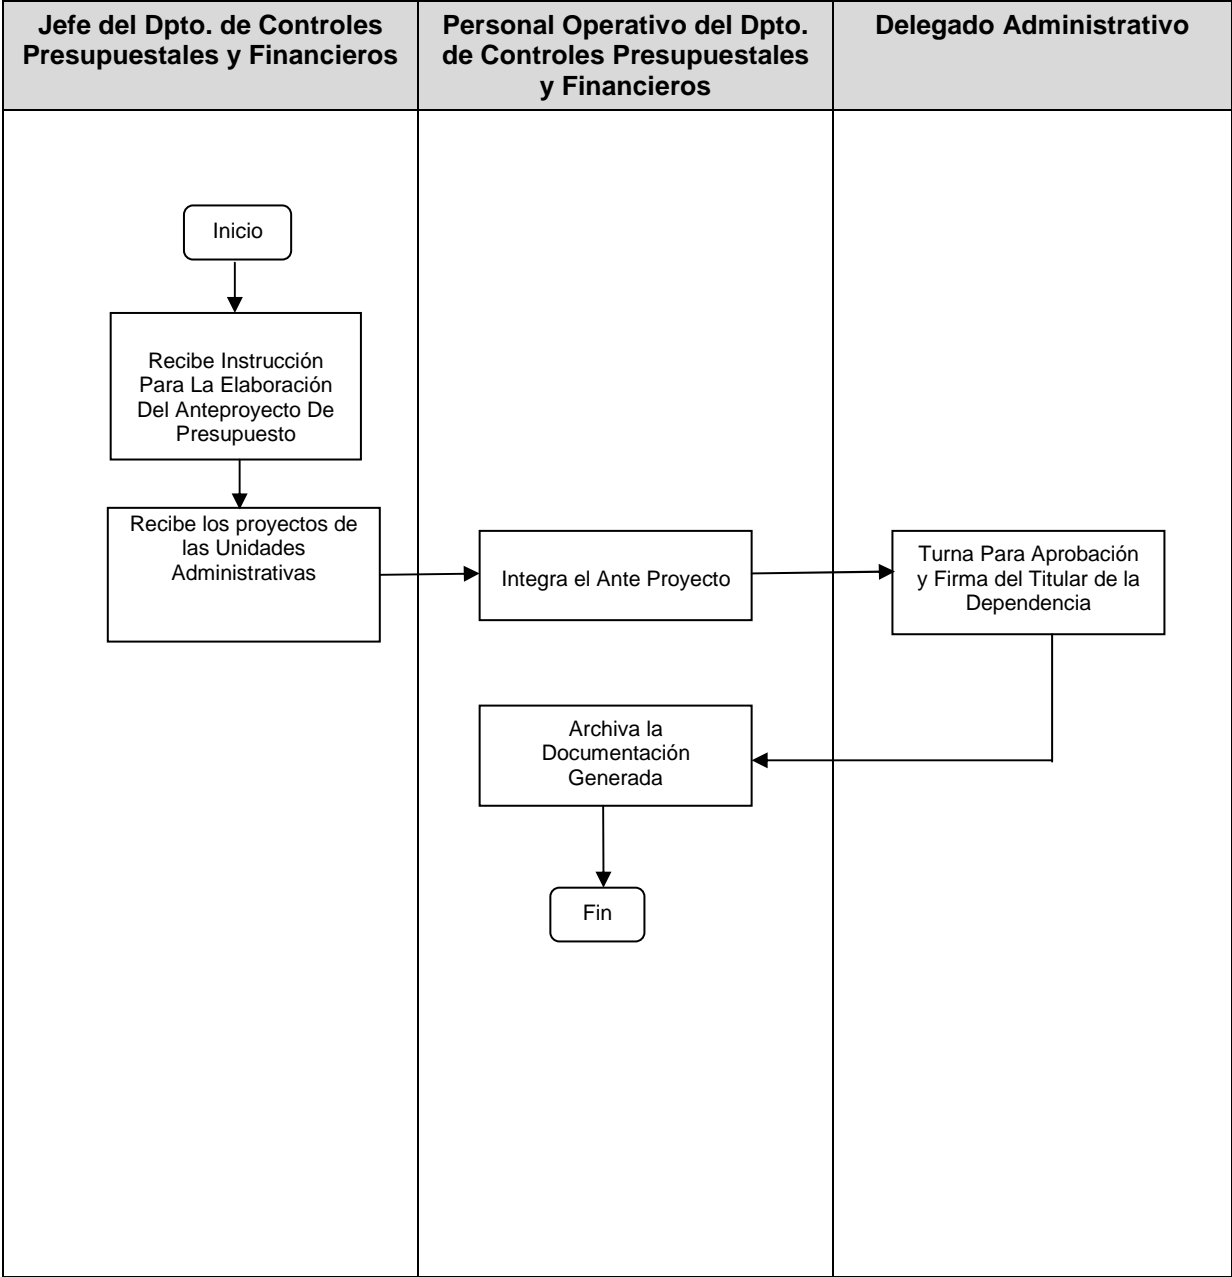 Jefe del Dpto. de Controles
Presupuestales y Financieros
Personal Operativo del Dpto.
de Controles Presupuestales
y Financieros
Delegado Administrativo
Inicio
Recibe Instrucción
Para La Elaboración
Del Anteproyecto De
Presupuesto
Recibe los proyectos de
las Unidades
Administrativas
Integra el Ante Proyecto
Turna Para Aprobación
y Firma del Titular de la
Dependencia
Archiva la
Documentación
Generada
Fin